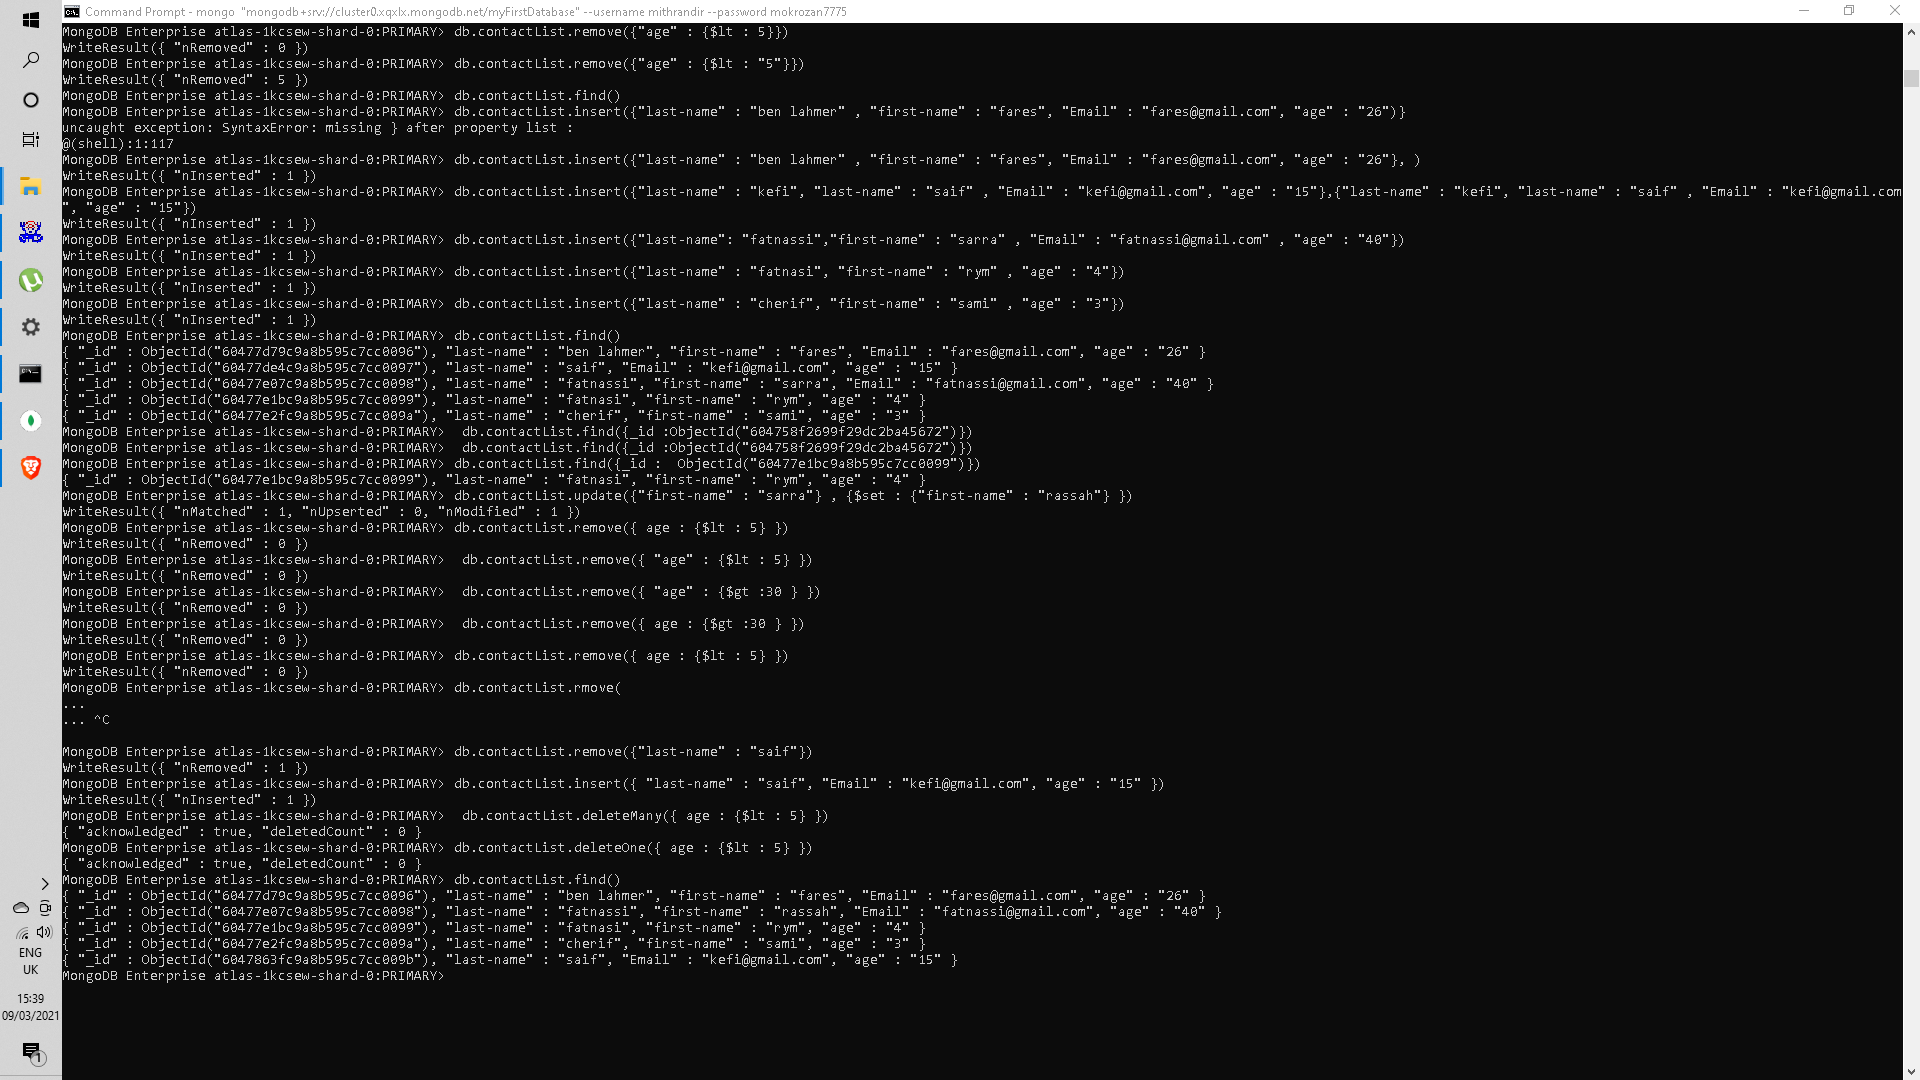 Command Prompt - mongo "mongodb+srv://cluster0.xqxlx.mongodb.net/myFirstDatabase" --username mithrandir --password mokrozan7775
MongoDB Enterprise atlas-1kcsew-shard-0:PRIMARY> db.contactList.remove({"age" : {$lt : 5}})
WriteResult({ "nRemoved" : 0 })
MongoDB Enterprise atlas-1kcsew-shard-0:PRIMARY> db.contactList.remove({"age" : {$lt : "5"}})
WriteResult({ "nRemoved" : 5 })
MongoDB Enterprise atlas-1kcsew-shard-0:PRIMARY> db.contactList.find()
MongoDB Enterprise atlas-1kcsew-shard-0:PRIMARY> db.contactList.insert({"last-name" : "ben lahmer" , "first-name" : "fares", "Email" : "fares@gmail.com", "age" : "26")}
uncaught exception: SyntaxError: missing } after property list :
@(shell):1:117
MongoDB Enterprise atlas-1kcsew-shard-0:PRIMARY> db.contactList.insert({"last-name" : "ben lahmer" , "first-name" : "fares", "Email" : "fares@gmail.com", "age" : "26"}, )
WriteResult({ "nInserted" : 1 })
MongoDB Enterprise atlas-1kcsew-shard-0:PRIMARY> db.contactList.insert({"last-name" : "kefi", "last-name" : "saif" , "Email" : "kefi@gmail.com", "age" : "15"},{"last-name" : "kefi", "last-name" : "saif" , "Email" : "kefi@gmail.com
", "age" : "15"})
WriteResult({ "nInserted" : 1 })
MongoDB Enterprise atlas-1kcsew-shard-0:PRIMARY> db.contactList.insert({"last-name": "fatnassi","first-name" : "sarra" , "Email" : "fatnassi@gmail.com" , "age" : "40"})
WriteResult({ "nInserted" : 1 })
MongoDB Enterprise atlas-1kcsew-shard-0:PRIMARY> db.contactList.insert({"last-name" : "fatnasi", "first-name" : "rym" , "age" : "4"})
WriteResult({ "nInserted" : 1 })
MongoDB Enterprise atlas-1kcsew-shard-0:PRIMARY> db.contactList.insert({"last-name" : "cherif", "first-name" : "sami" , "age" : "3"})
WriteResult({ "nInserted" : 1 })
MongoDB Enterprise atlas-1kcsew-shard-0:PRIMARY> db.contactList.find()
{ "_id" : ObjectId("60477d79c9a8b595c7cc0096"), "last-name" : "ben lahmer", "first-name" : "fares", "Email" : "fares@gmail.com", "age" : "26" }
{ "_id" : ObjectId("60477de4c9a8b595c7cc0097"), "last-name" : "saif", "Email" : "kefi@gmail.com", "age" : "15" }
{ "_id" : ObjectId("60477e07c9a8b595c7cc0098"), "last-name" : "fatnassi", "first-name" : "sarra", "Email" : "fatnassi@gmail.com", "age" : "40" }
{ "_id" : ObjectId("60477e1bc9a8b595c7cc0099"), "last-name" : "fatnasi", "first-name" : "rym", "age" : "4" }
{ "_id" : ObjectId("60477e2fc9a8b595c7cc009a"), "last-name" : "cherif", "first-name" : "sami", "age" : "3" }
MongoDB Enterprise atlas-1kcsew-shard-0:PRIMARY>  db.contactList.find({_id :ObjectId("604758f2699f29dc2ba45672")})
MongoDB Enterprise atlas-1kcsew-shard-0:PRIMARY>  db.contactList.find({_id :ObjectId("604758f2699f29dc2ba45672")})
MongoDB Enterprise atlas-1kcsew-shard-0:PRIMARY> db.contactList.find({_id :  ObjectId("60477e1bc9a8b595c7cc0099")})
{ "_id" : ObjectId("60477e1bc9a8b595c7cc0099"), "last-name" : "fatnasi", "first-name" : "rym", "age" : "4" }
MongoDB Enterprise atlas-1kcsew-shard-0:PRIMARY> db.contactList.update({"first-name" : "sarra"} , {$set : {"first-name" : "rassah"} })
WriteResult({ "nMatched" : 1, "nUpserted" : 0, "nModified" : 1 })
MongoDB Enterprise atlas-1kcsew-shard-0:PRIMARY> db.contactList.remove({ age : {$lt : 5} })
WriteResult({ "nRemoved" : 0 })
MongoDB Enterprise atlas-1kcsew-shard-0:PRIMARY>  db.contactList.remove({ "age" : {$lt : 5} })
WriteResult({ "nRemoved" : 0 })
MongoDB Enterprise atlas-1kcsew-shard-0:PRIMARY>  db.contactList.remove({ "age" : {$gt :30 } })
WriteResult({ "nRemoved" : 0 })
MongoDB Enterprise atlas-1kcsew-shard-0:PRIMARY>  db.contactList.remove({ age : {$gt :30 } })
WriteResult({ "nRemoved" : 0 })
MongoDB Enterprise atlas-1kcsew-shard-0:PRIMARY> db.contactList.remove({ age : {$lt : 5} })
WriteResult({ "nRemoved" : 0 })
MongoDB Enterprise atlas-1kcsew-shard-0:PRIMARY> db.contactList.rmove(
...
... ^C
MongoDB Enterprise atlas-1kcsew-shard-0:PRIMARY> db.contactList.remove({"last-name" : "saif"})
WriteResult({ "nRemoved" : 1 })
MongoDB Enterprise atlas-1kcsew-shard-0:PRIMARY> db.contactList.insert({ "last-name" : "saif", "Email" : "kefi@gmail.com", "age" : "15" })
WriteResult({ "nInserted" : 1 })
MongoDB Enterprise atlas-1kcsew-shard-0:PRIMARY>  db.contactList.deleteMany({ age : {$lt : 5} })
{ "acknowledged" : true, "deletedCount" : 0 }
MongoDB Enterprise atlas-1kcsew-shard-0:PRIMARY> db.contactList.deleteOne({ age : {$lt : 5} })
{ "acknowledged" : true, "deletedCount" : 0 }
MongoDB Enterprise atlas-1kcsew-shard-0:PRIMARY> db.contactList.find()
{ "_id" : ObjectId("60477d79c9a8b595c7cc0096"), "last-name" : "ben lahmer", "first-name" : "fares", "Email" : "fares@gmail.com", "age" : "26" }
{ "_id" : ObjectId("60477e07c9a8b595c7cc0098"), "last-name" : "fatnassi", "first-name" : "rassah", "Email" : "fatnassi@gmail.com", "age" : "40" }
{ "_id" : ObjectId("60477e1bc9a8b595c7cc0099"), "last-name" : "fatnasi", "first-name" : "rym", "age" : "4" }
{ "_id" : ObjectId("60477e2fc9a8b595c7cc009a"), "last-name" : "cherif", "first-name" : "sami", "age" : "3" }
{ "_id" : ObjectId("6047863fc9a8b595c7cc009b"), "last-name" : "saif", "Email" : "kefi@gmail.com", "age" : "15" }
MongoDB Enterprise atlas-1kcsew-shard-0:PRIMARY>
ENG
UK
15:39
09/03/2021
1